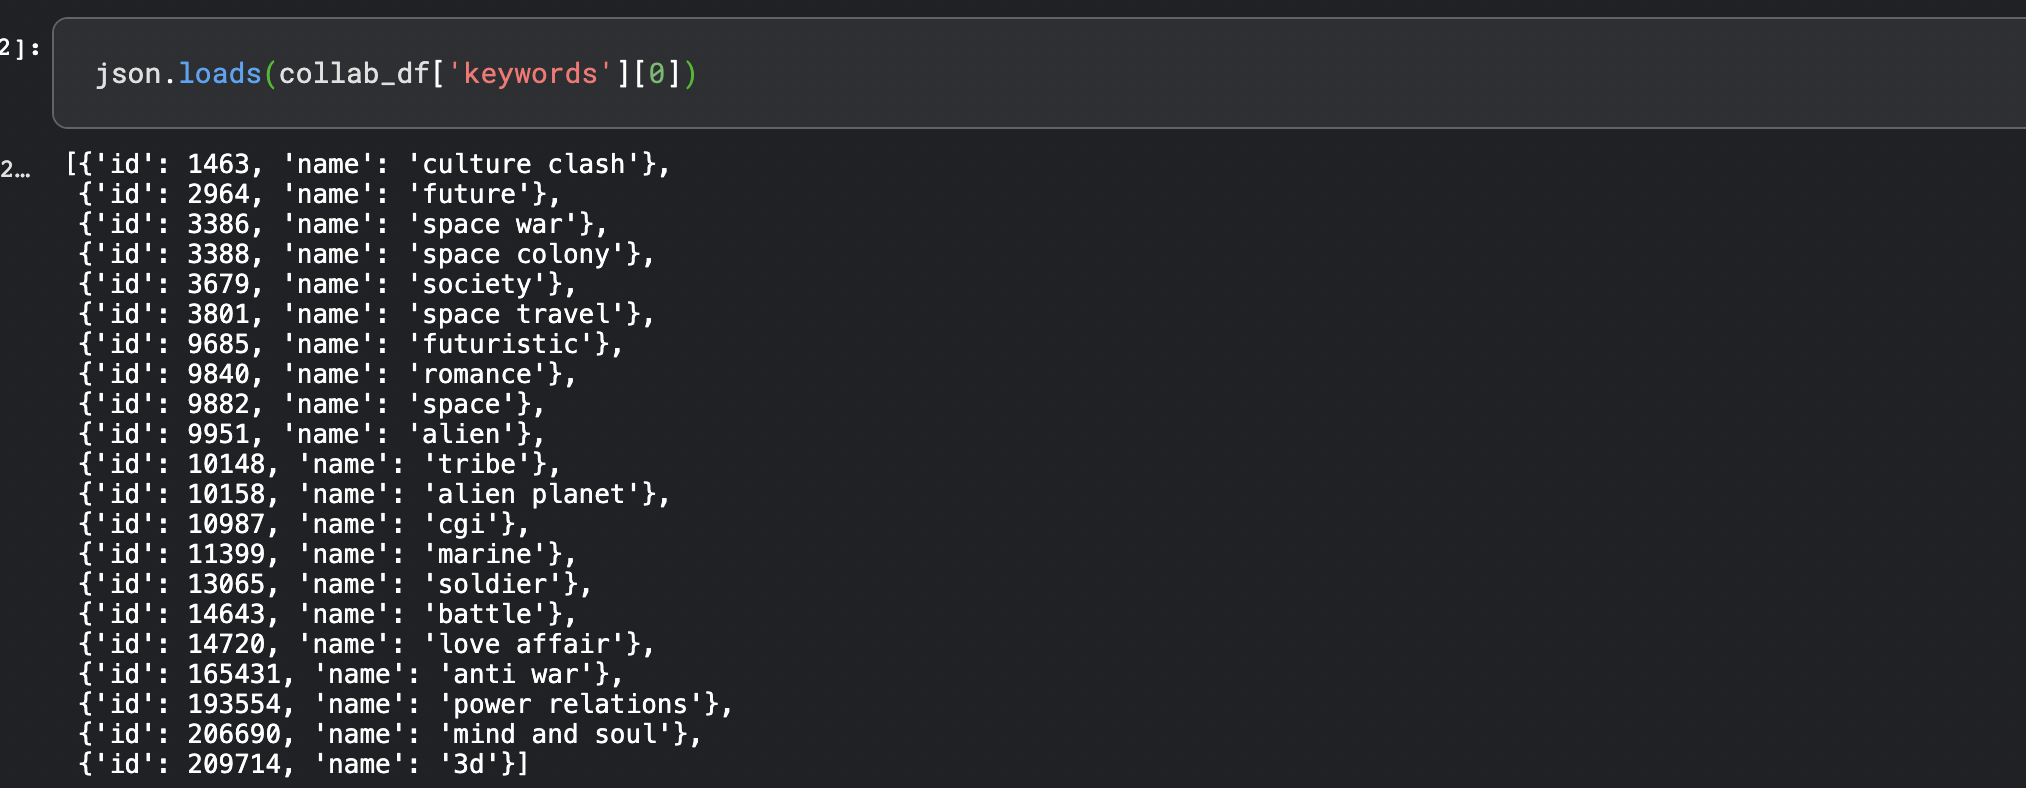 2]:
json.loads(collab_df['keywords'][0])
2…
[{'id': 1463, 'name': 'culture clash'},
{'id': 2964, 'name': 'future'},
{'id': 3386, 'name': 'space war'},
{'id': 3388, 'name': 'space colony'},
{'id': 3679, 'name': 'society'},
{'id': 3801, 'name': 'space travel'},
{'id': 9685, 'name': 'futuristic'},
{'id': 9840, 'name': 'romance'},
{'id': 9882, 'name': 'space'},
{'id': 9951, 'name': 'alien'},
{'id': 10148, 'name': 'tribe'},
{'id': 10158, 'name': 'alien planet'},
{'id': 10987, 'name': 'cgi'},
{'id': 11399, 'name': 'marine'},
{'id': 13065, 'name': 'soldier'},
{'id': 14643, 'name': 'battle'},
{'id': 14720, 'name': 'love affair'},
{'id': 165431, 'name': 'anti war'},
{'id': 193554, 'name': 'power relations'},
{'id': 206690, 'name': 'mind and soul'},
{'id': 209714, 'name': '3d'}]